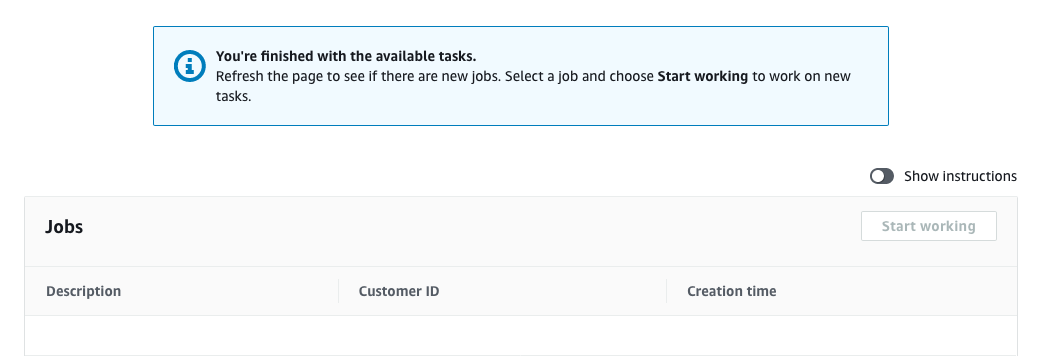 You're finished with the available tasks.
Refresh the page to see if there are new jobs. Select a job and choose Start working to work on new
tasks.
Show instructions
Jobs
Start working
Description
Customer ID
Creation time